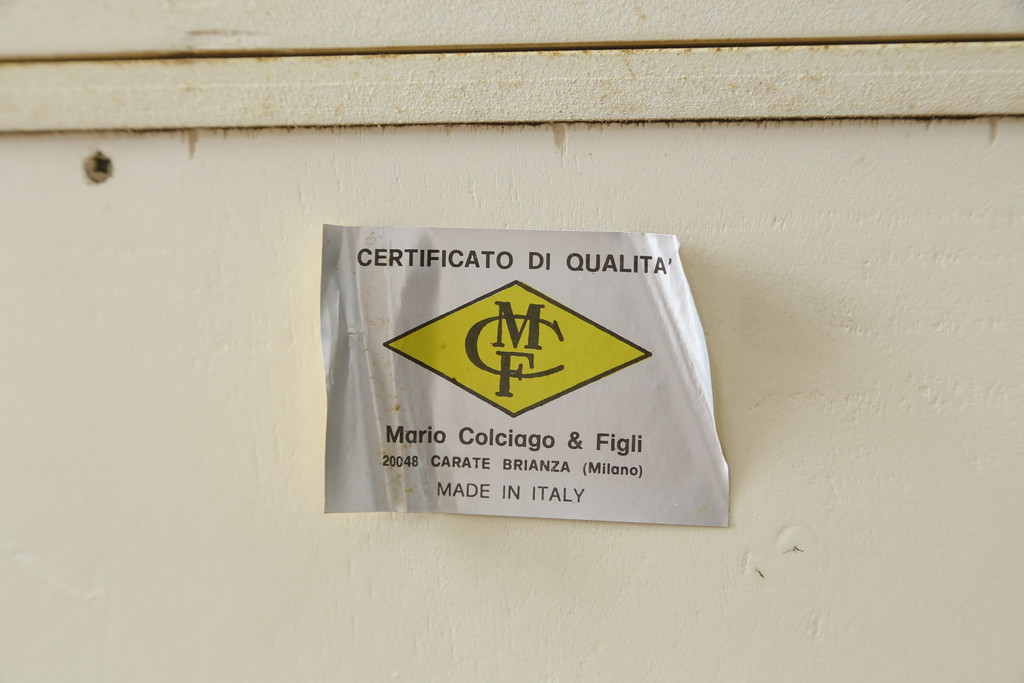 CERTIFICATO DI QUALITA'
MCF
Mario Colciago & Figli
20048 CARATE BRIANZA (Milano)
MADE IN ITALY